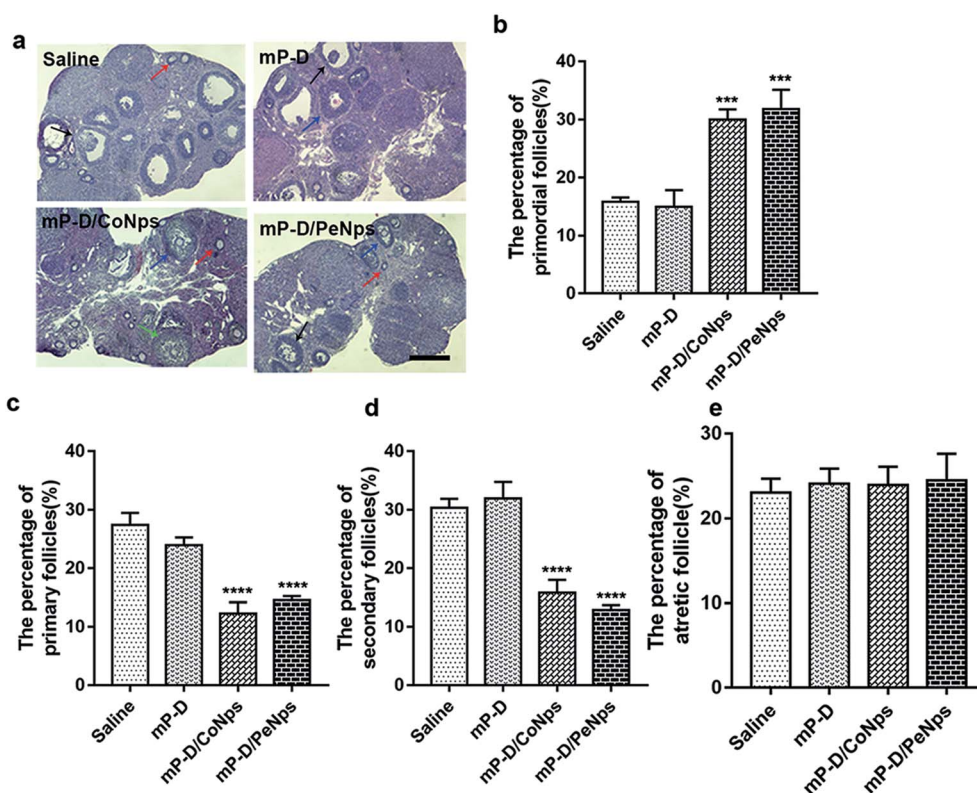 a
Saline
mP-D
mP-D/CoNps
mP-D/PeNps
b
The percentage of
primordial follicles(%)
40
30
20
10
0
***
***
Saline
mP-D
mP-D/CoNps
mP-D/PeNps
c
The percentage of
primary follicles(%)
40
30
20
10
0
****
****
Saline
mP-D
mP-D/CoNps
mP-D/PeNps
d
The percentage of
secondary follicles(%)
40
30
20
10
0
****
****
Saline
mP-D
mP-D/CoNps
mP-D/PeNps
e
The percentage of
atretic follicle(%)
30
20
10
0
Saline
mP-D
mP-D/CoNps
mP-D/PeNps